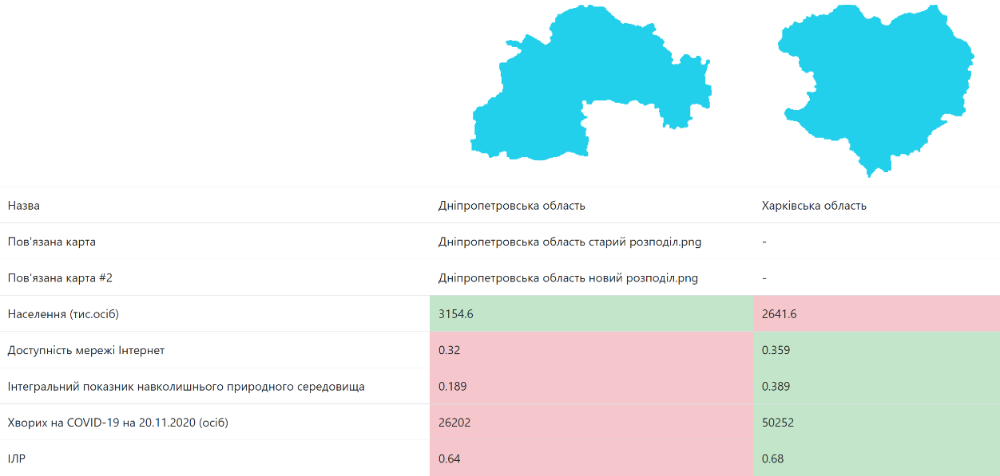 Назва Дніпропетровська область Харківська область
Пов'язана карта Дніпропетровська область старий розподіл.png -
Пов'язана карта #2 Дніпропетровська область новий розподіл.png -
Населення (тис.осіб) 3154.6 2641.6
Доступність мережі Інтернет 0.32 0.359
Інтегральний показник навколишнього природного середовища 0.189 0.389
Хворих на COVID-19 на 20.11.2020 (осіб) 26202 50252
ІЛР 0.64 0.68